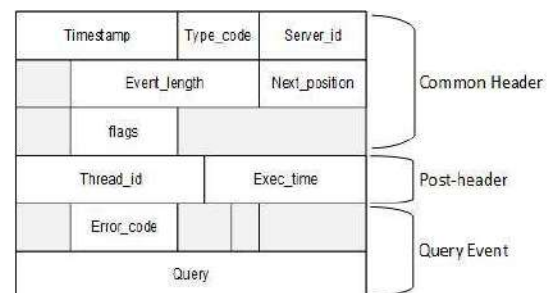 Timestamp Type_code Server_id
Event_length Next_position Common Header
flags
Thread_id Exec_time Post-header
Error_code
Query Event
Query